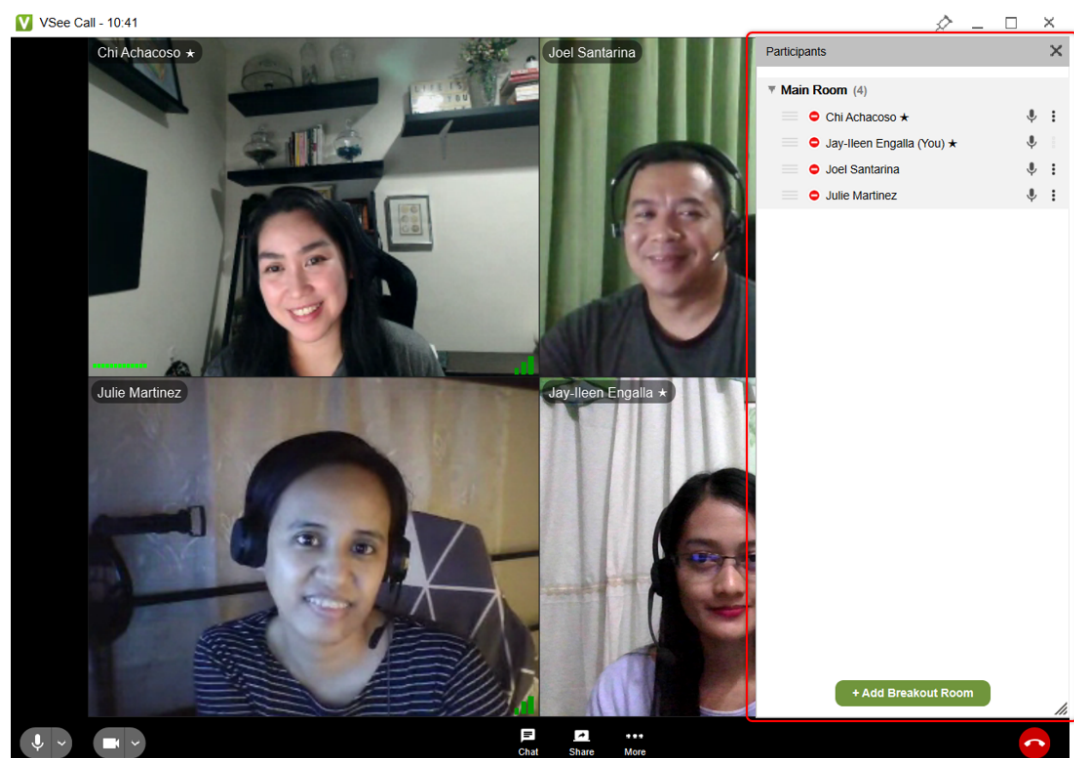 VSee Call - 10:41
Chi Achacoso ★
Joel Santarina
Participants
Main Room (4)
Chi Achacoso ★
Jay-Ileen Engalla (You) ★
Joel Santarina
Julie Martinez
Julie Martinez
Jay-Ileen Engalla ★
+ Add Breakout Room
Chat
Share
More